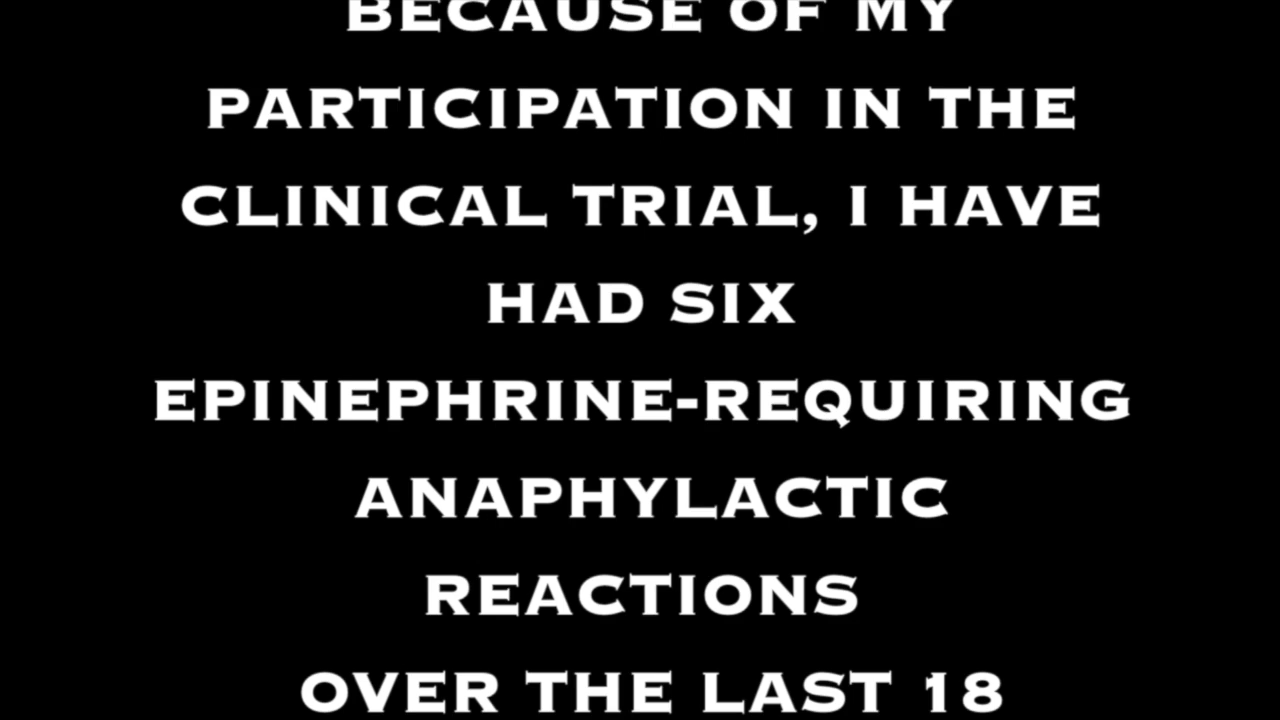 BECAUSE OF MY
PARTICIPATION IN THE
CLINICAL TRIAL, I HAVE
HAD SIX
EPINEPHRINE-REQUIRING
ANAPHYLACTIC
REACTIONS
OVER THE LAST 18